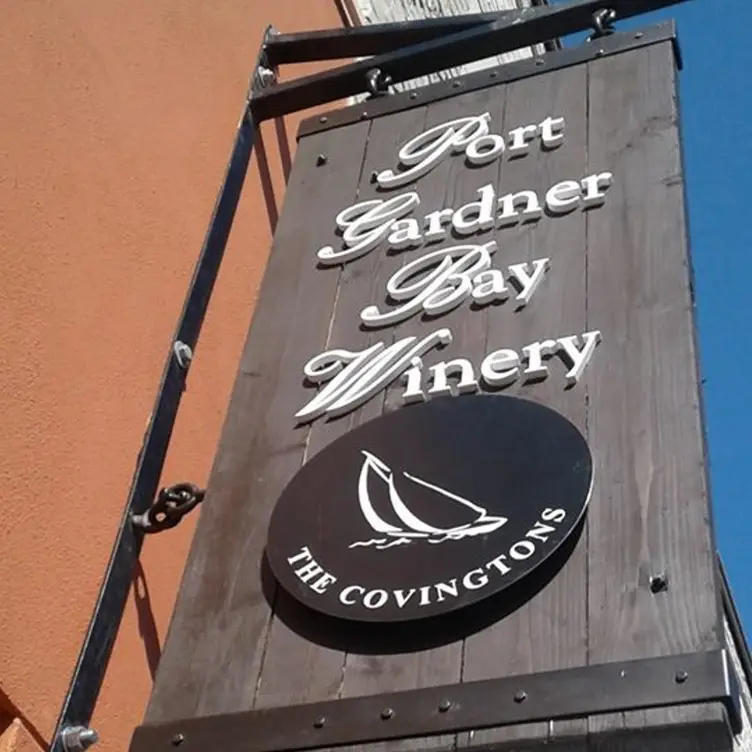 Port
Gardner
Bay
Winery
THE COVINGTONS